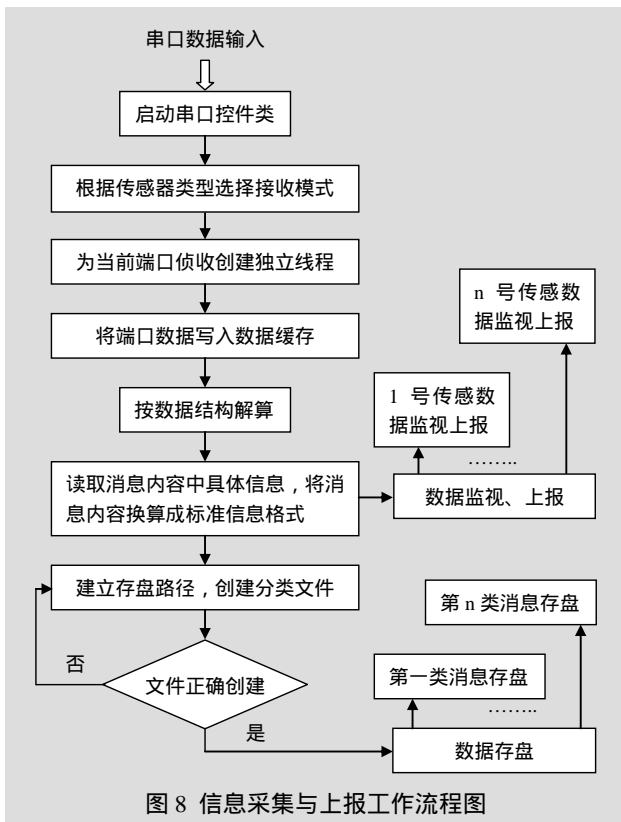 串口数据输入
启动串口控件类
根据传感器类型选择接收模式
为当前端口侦收创建独立线程
将端口数据写入数据缓存
按数据结构解算
读取消息内容中具体信息，将消
息内容换算成标准信息格式
n 号传感数
据监视上报
1 号传感数
据监视上报
……..
数据监视、上报
建立存盘路径，创建分类文件
否
文件正确创建
是
第 n 类消息存盘
第一类消息存盘
……..
数据存盘
图 8 信息采集与上报工作流程图